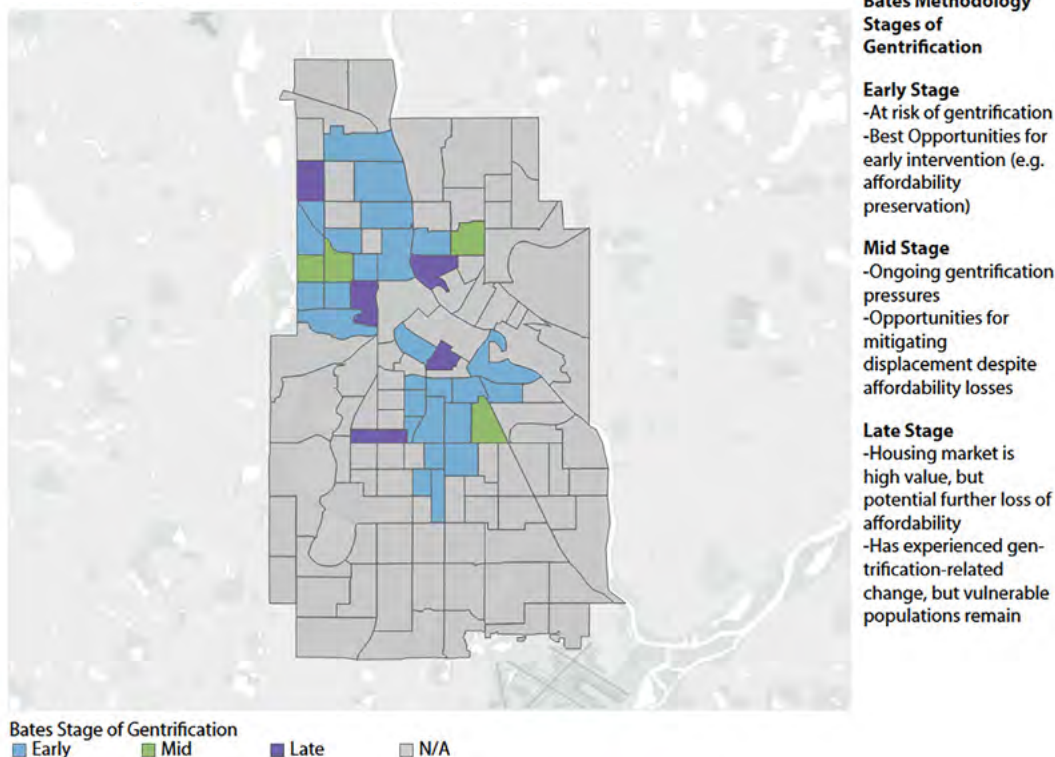 Bates Methodology
Stages of
Gentrification
Early Stage
-At risk of gentrification
-Best Opportunities for
early intervention (e.g.
affordability
preservation)
Mid Stage
-Ongoing gentrification
pressures
-Opportunities for
mitigating
displacement despite
affordability losses
Late Stage
-Housing market is
high value, but
potential further loss of
affordability
-Has experienced gen-
trification-related
change, but vulnerable
populations remain
Bates Stage of Gentrification
Early Mid Late N/A